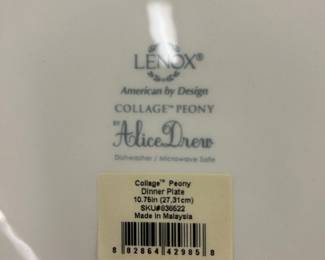 LENOX®
American by Design
COLLAGE™ PEONY
BY Alice Drew
Dishwasher / Microwave Safe
Collage™ Peony
Dinner Plate
10.75in (27,31cm)
SKU#836522
Made In Malaysia
8 82864 42985 8